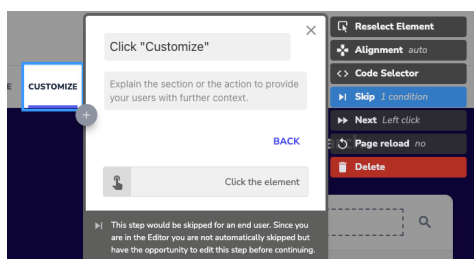 E
CUSTOMIZE
Click "Customize"
Explain the section or the action to provide
your users with further context.
BACK
Click the element
This step would be skipped for an end user. Since you
are in the Editor you are not automatically skipped but
have the opportunity to edit this step before continuing.
Reselect Element
Alignment auto
<> Code Selector
Skip 1 condition
Next Left click
Page reload no
Delete